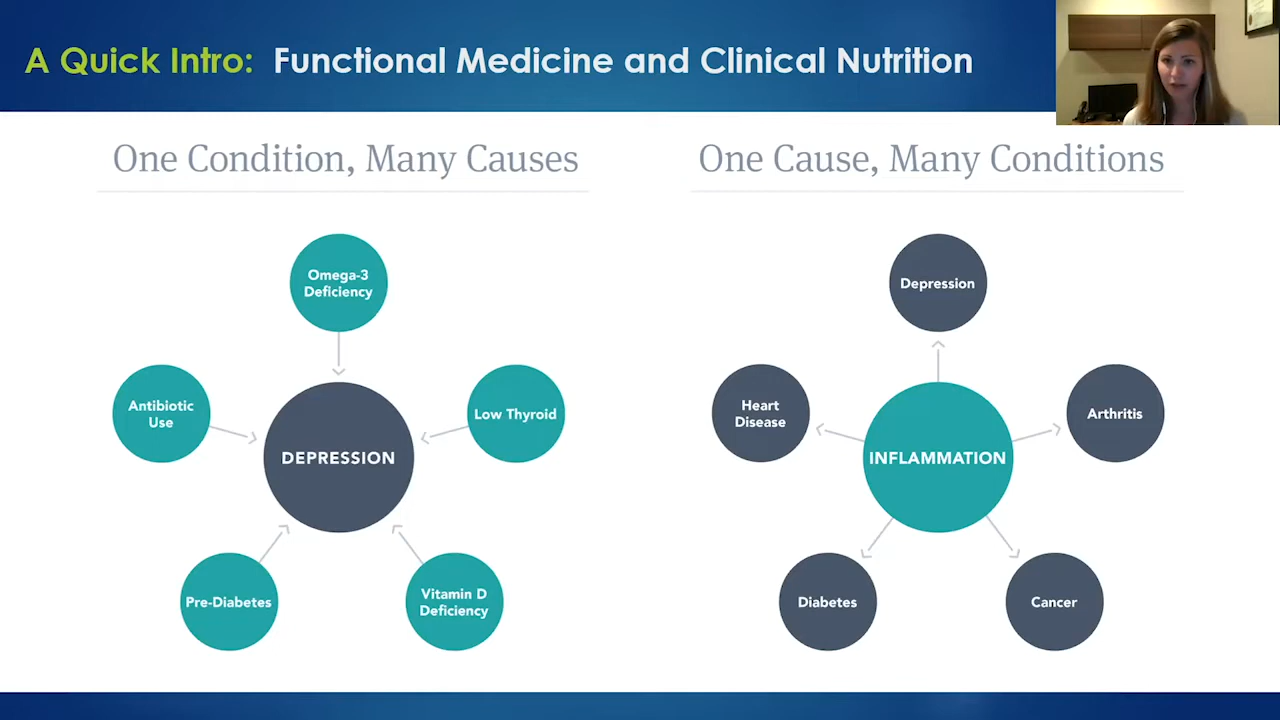 A Quick Intro: Functional Medicine and Clinical Nutrition
One Condition, Many Causes
Omega-3
Deficiency
Antibiotic
Use
Low Thyroid
DEPRESSION
Pre-Diabetes
Vitamin D
Deficiency
One Cause, Many Conditions
Depression
Heart
Disease
Arthritis
INFLAMMATION
Diabetes
Cancer